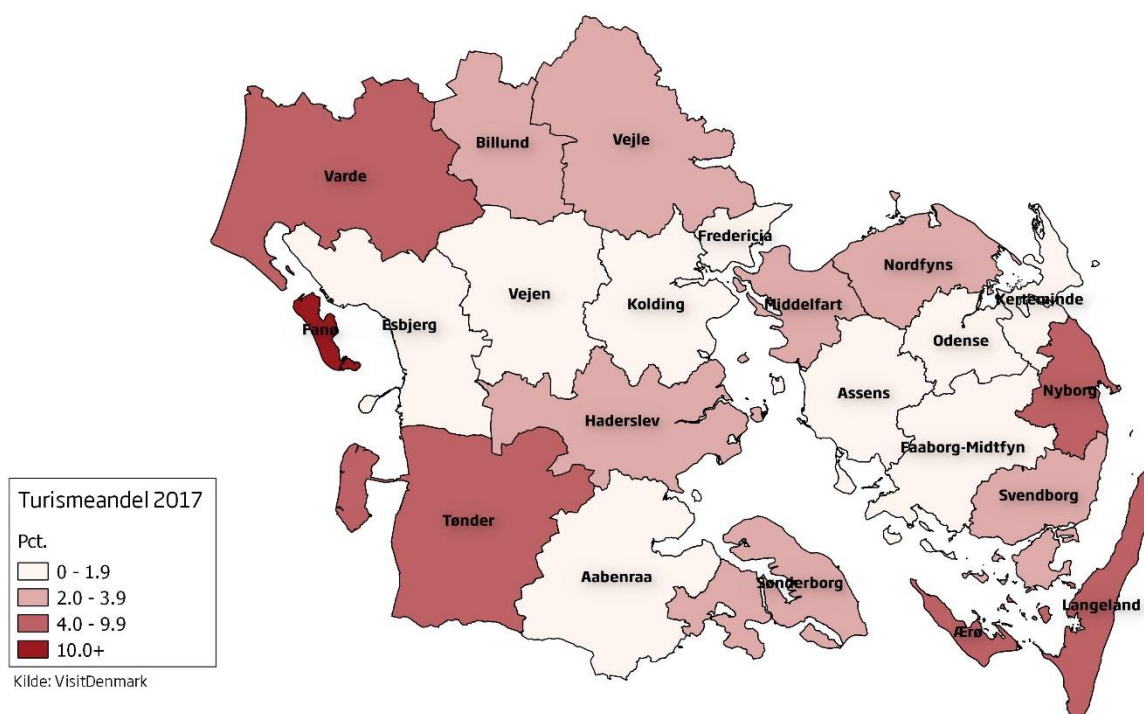 Billund
Vejle
Varde
Fredericia
Nordfyns
Vejen
Kolding
Middelfart
Kerteminde
Fanø
Esbjerg
Odense
Assens
Nyborg
Haderslev
Faaborg-Midtfyn
Svendborg
Tønder
Aabenraa
Sønderborg
Langeland
Ærø
Turismeandel 2017
Pct.
0 - 1.9
2.0 - 3.9
4.0 - 9.9
10.0+
Kilde: VisitDenmark